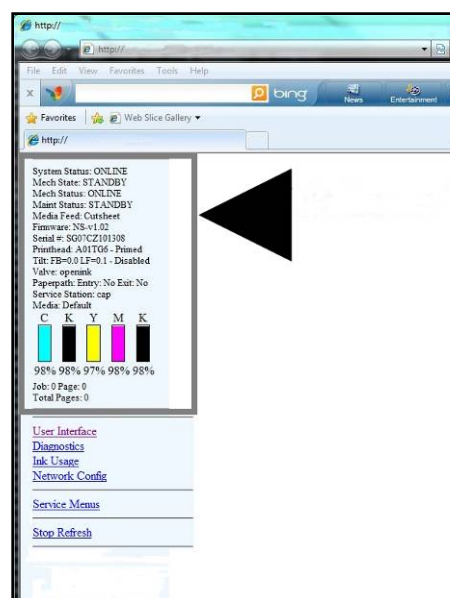 http://
http://
File Edit View Favorites Tools Help
x bing News Entertainment
Favorites Web Slice Gallery
http://
System Status: ONLINE
Mech State: STANDBY
Mech Status: ONLINE
Maint Status: STANDBY
Media Feed: Cutsheet
Firmware: NS-v1.02
Serial #: SG07CZ101308
Printhead: A01TG6 - Primed
Tilt: FB=0.0 LF=0.1 - Disabled
Valve: openink
Paperpath: Entry: No Exit: No
Service Station: cap
Media: Default
C K Y M K
98% 98% 97% 98% 98%
Job: 0 Page: 0
Total Pages: 0
User Interface
Diagnostics
Ink Usage
Network Config
Service Menus
Stop Refresh